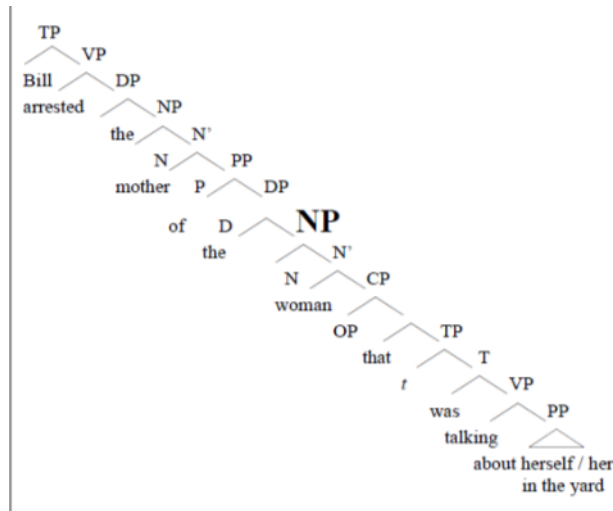 TP
VP
Bill DP
arrested NP
the N'
N PP
mother P DP
of D NP
the N'
N CP
woman
OP TP
that T
t VP
was PP
talking
about herself / her
in the yard